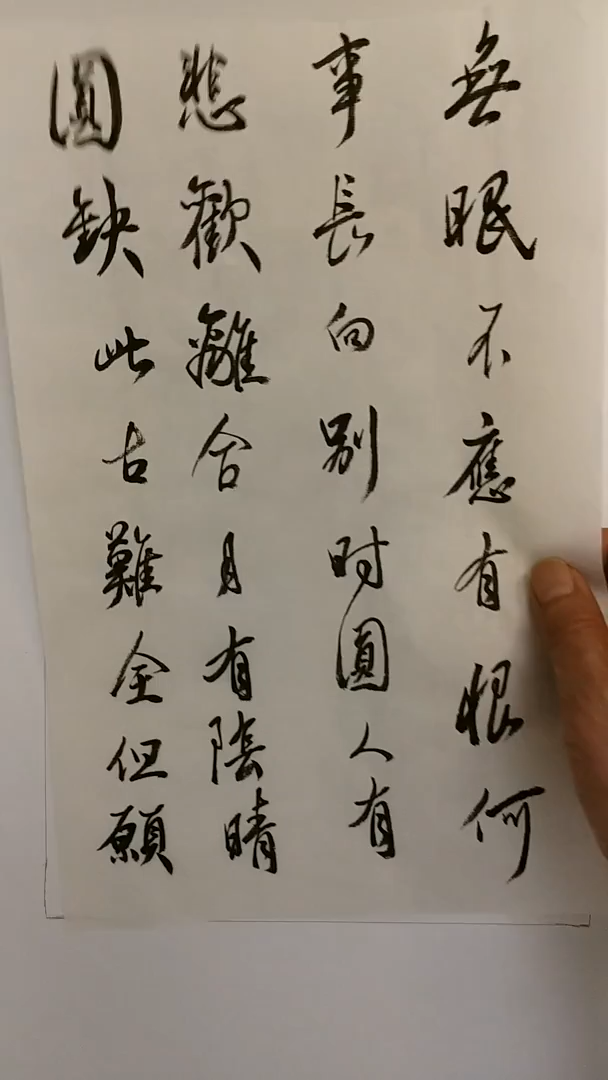 無眠不應有恨何
事長向別时圓人有
悲歡離合月有陰晴
圓缺此古難全但願